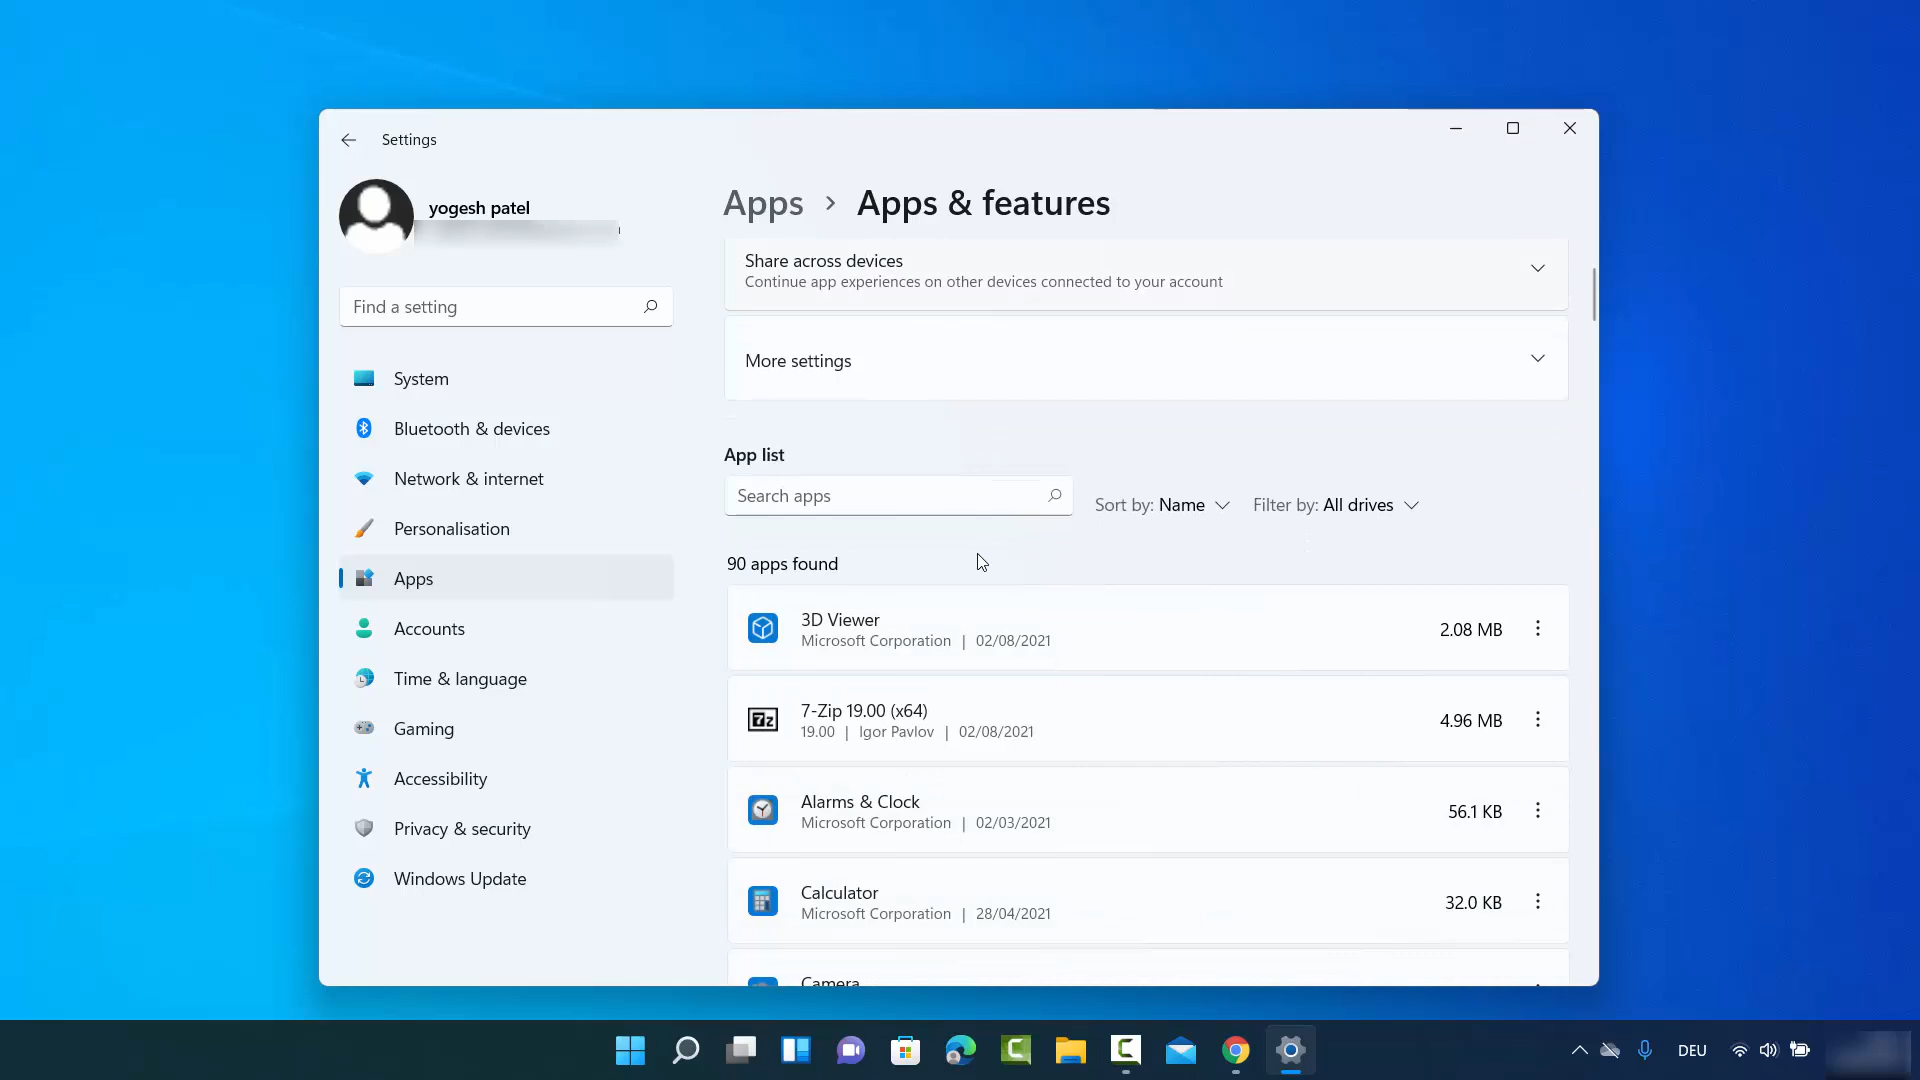 Settings
yogesh patel
Find a setting
System
Bluetooth & devices
Network & internet
Personalisation
Apps
Accounts
Time & language
Gaming
Accessibility
Privacy & security
Windows Update
Apps > Apps & features
Share across devices
Continue app experiences on other devices connected to your account
More settings
App list
Search apps
Sort by: Name
Filter by: All drives
90 apps found
3D Viewer
Microsoft Corporation | 02/08/2021
2.08 MB
7-Zip 19.00 (x64)
19.00 | Igor Pavlov | 02/08/2021
4.96 MB
Alarms & Clock
Microsoft Corporation | 02/03/2021
56.1 KB
Calculator
Microsoft Corporation | 28/04/2021
32.0 KB
Camera
DEU